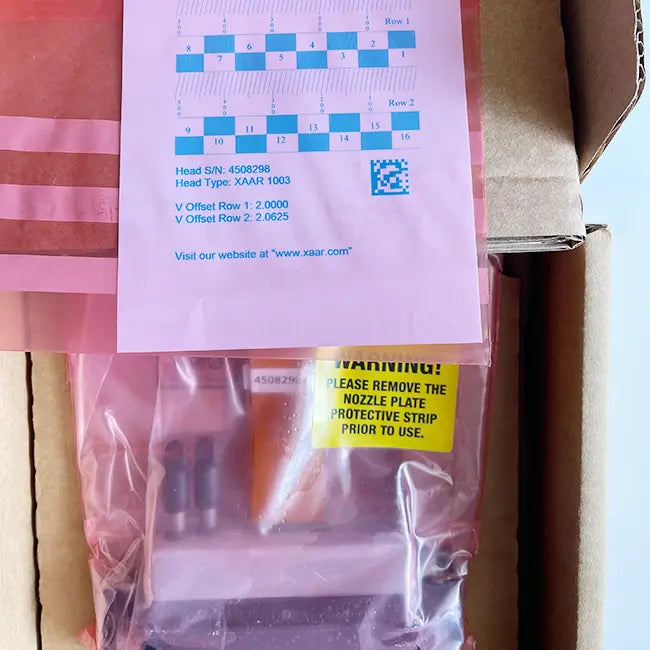 500 400 300 200 100 Row 1
8 6 4 2
7 5 3 1
500 400 300 200 100 Row 2
9 11 13 15
10 12 14 16
Head S/N: 4508298
Head Type: XAAR 1003
V Offset Row 1: 2.0000
V Offset Row 2: 2.0625
Visit our website at "www.xaar.com"
4508298
WARNING!
PLEASE REMOVE THE
NOZZLE PLATE
PROTECTIVE STRIP
PRIOR TO USE.